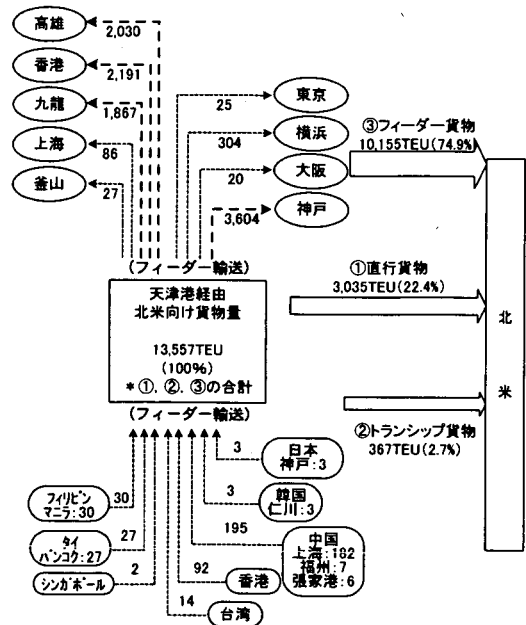 高雄
2,030
香港
2,191
九龍
1,867
上海
86
釜山
27
25
東京
304
横浜
20
大阪
3,604
神戸
③フィーダー貨物
10,155TEU(74.9%)
(フィーダー輸送)
天津港経由
北米向け貨物量
13,557TEU
(100%)
*①、②、③の合計
(フィーダー輸送)
①直行貨物
3,035TEU(22.4%)
北
米
②トランシップ貨物
367TEU(2.7%)
3
日本
神戸:3
3
韓国
仁川:3
195
中国
上海:182
福州:7
張家港:6
フィリピン
マニラ:30
30
タイ
バンコク:27
27
シンガポール
2
92
香港
14
台湾